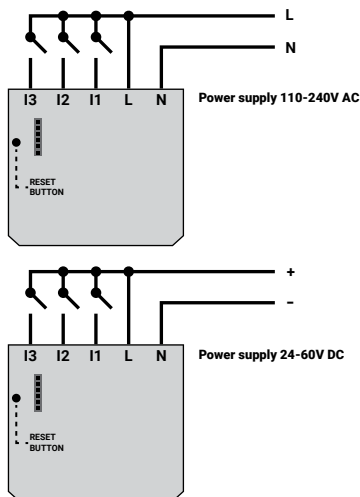 L
N
I3 I2 I1 L N
Power supply 110-240V AC
RESET
BUTTON
+
-
I3 I2 I1 L N
Power supply 24-60V DC
RESET
BUTTON